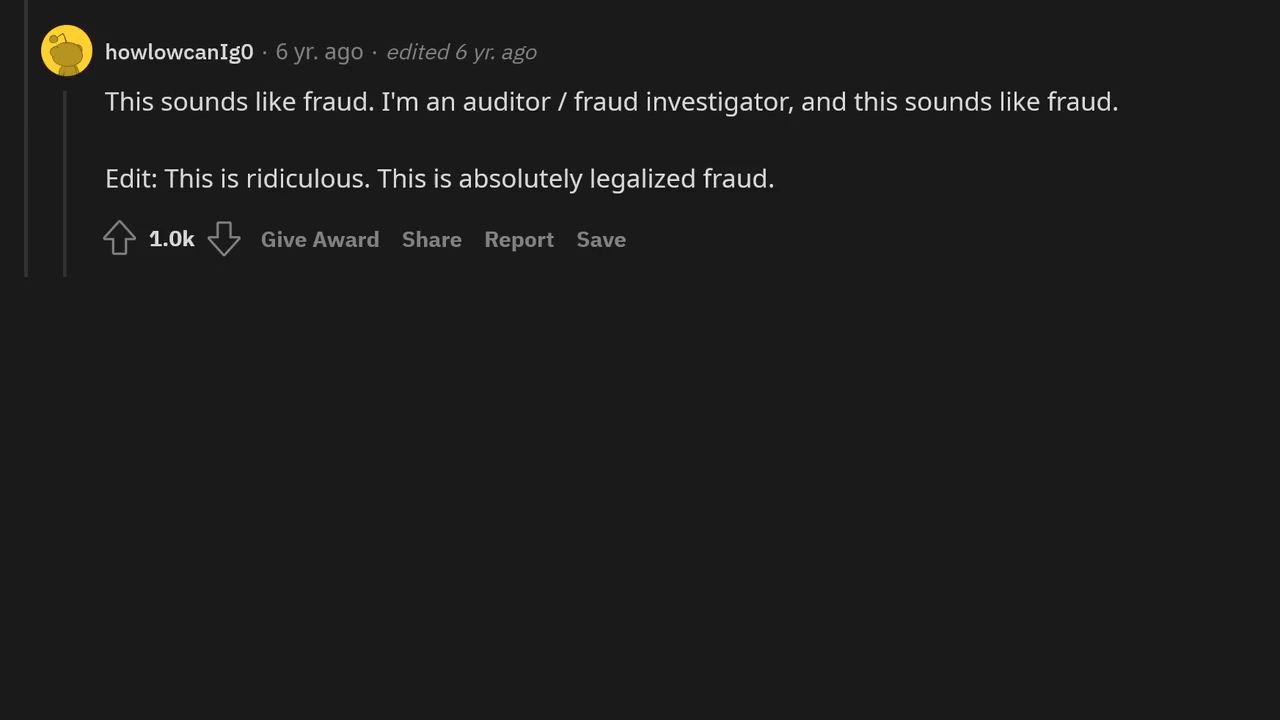 howlowcanIg0 · 6 yr. ago · edited 6 yr. ago
This sounds like fraud. I'm an auditor / fraud investigator, and this sounds like fraud.
Edit: This is ridiculous. This is absolutely legalized fraud.
1.0k Give Award Share Report Save